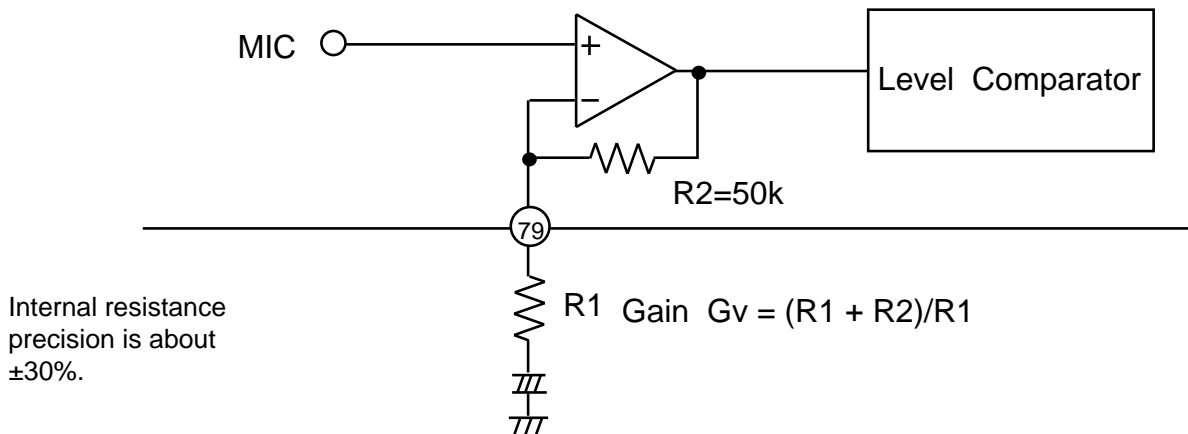 MIC
+
−
Level Comparator
R2=50k
79
R1
Gain Gv = (R1 + R2)/R1
Internal resistance
precision is about
±30%.